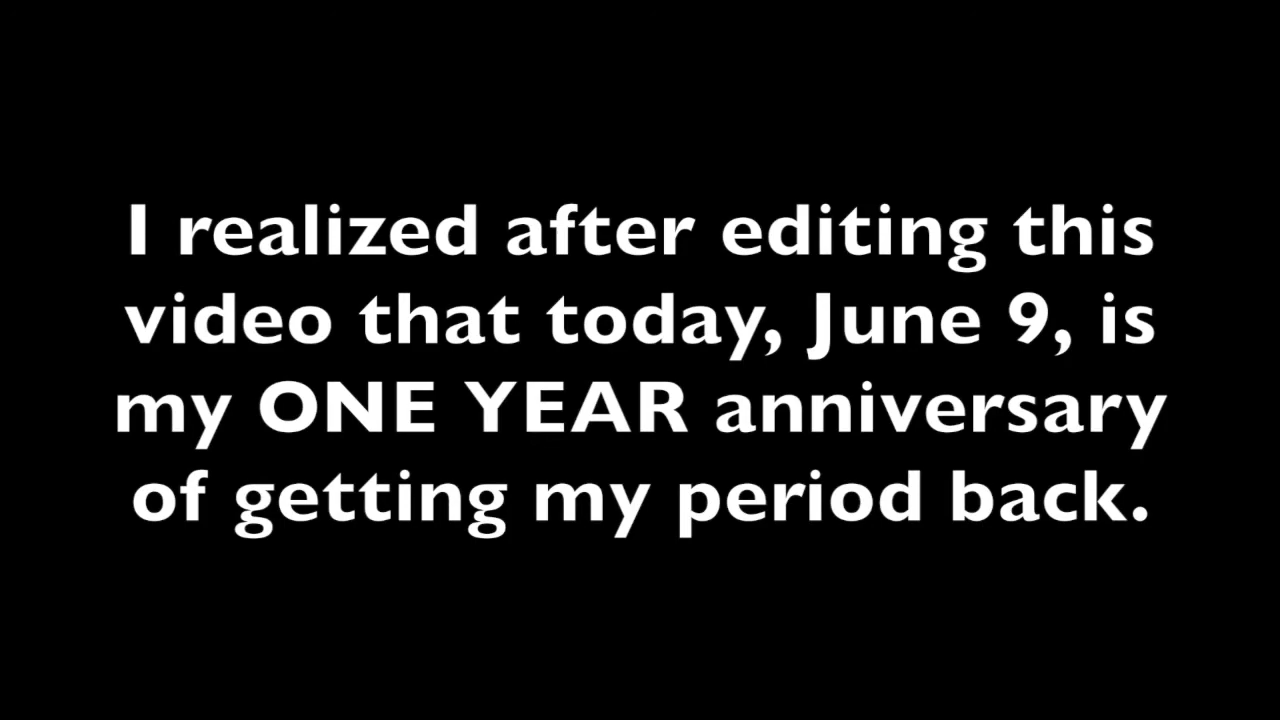 I realized after editing this
video that today, June 9, is
my ONE YEAR anniversary
of getting my period back.